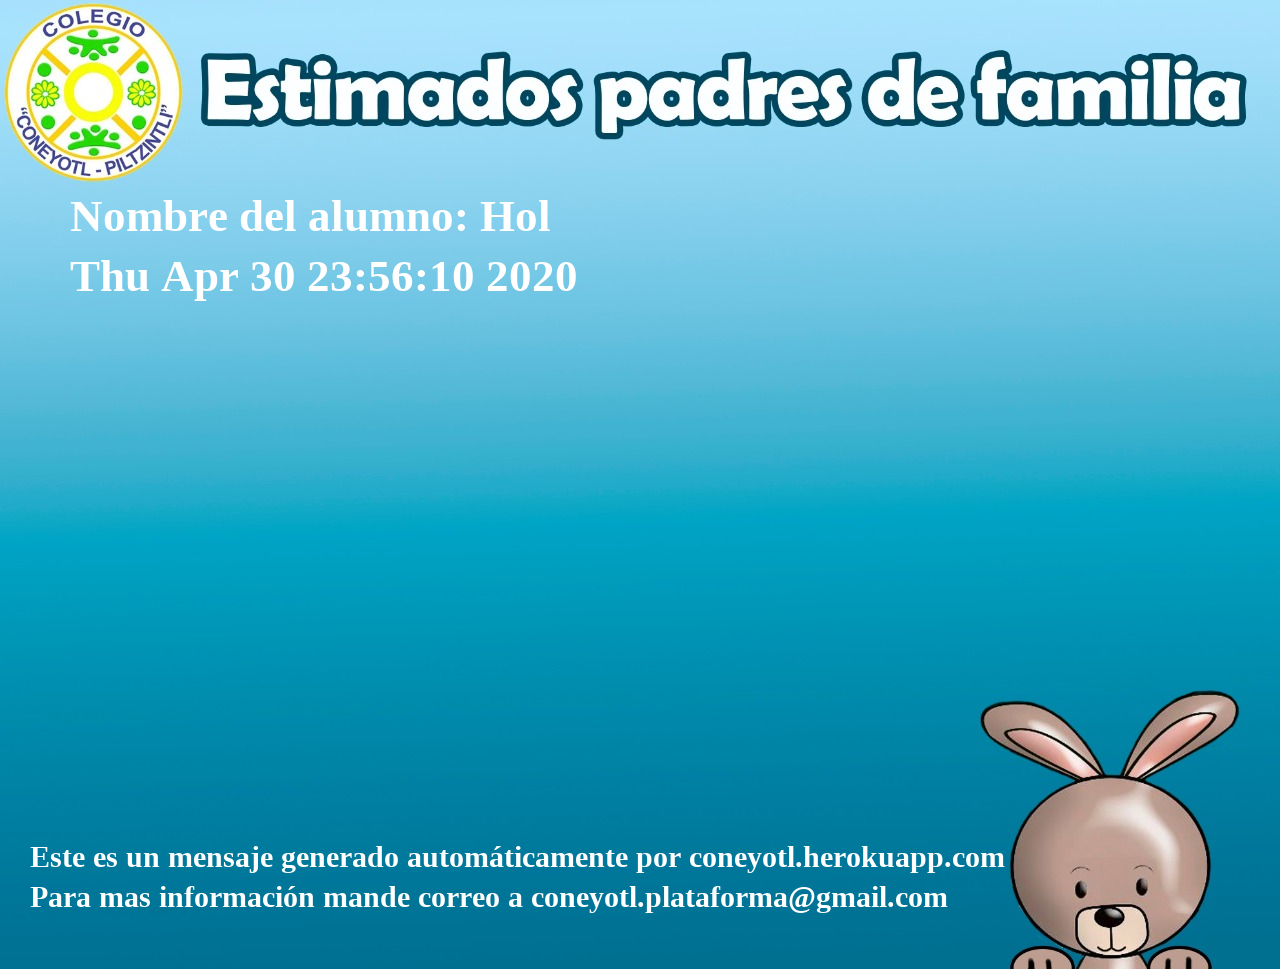 COLEGIO
"CONEYOTL - PILTZINTLI"
Estimados padres de familia
Nombre del alumno: Hol
Thu Apr 30 23:56:10 2020
Este es un mensaje generado automáticamente por coneyotl.herokuapp.com
Para mas información mande correo a coneyotl.plataforma@gmail.com